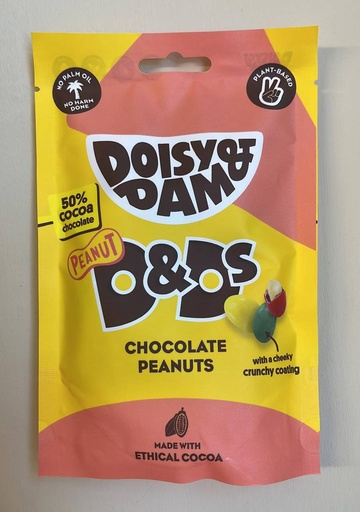 NO PALM OIL
NO HARM DONE
PLANT-BASED
DOISY &
DAM
50%
COCOA
chocolate
PEANUT
D&Ds
CHOCOLATE
PEANUTS
with a cheeky
crunchy coating
MADE WITH
ETHICAL COCOA